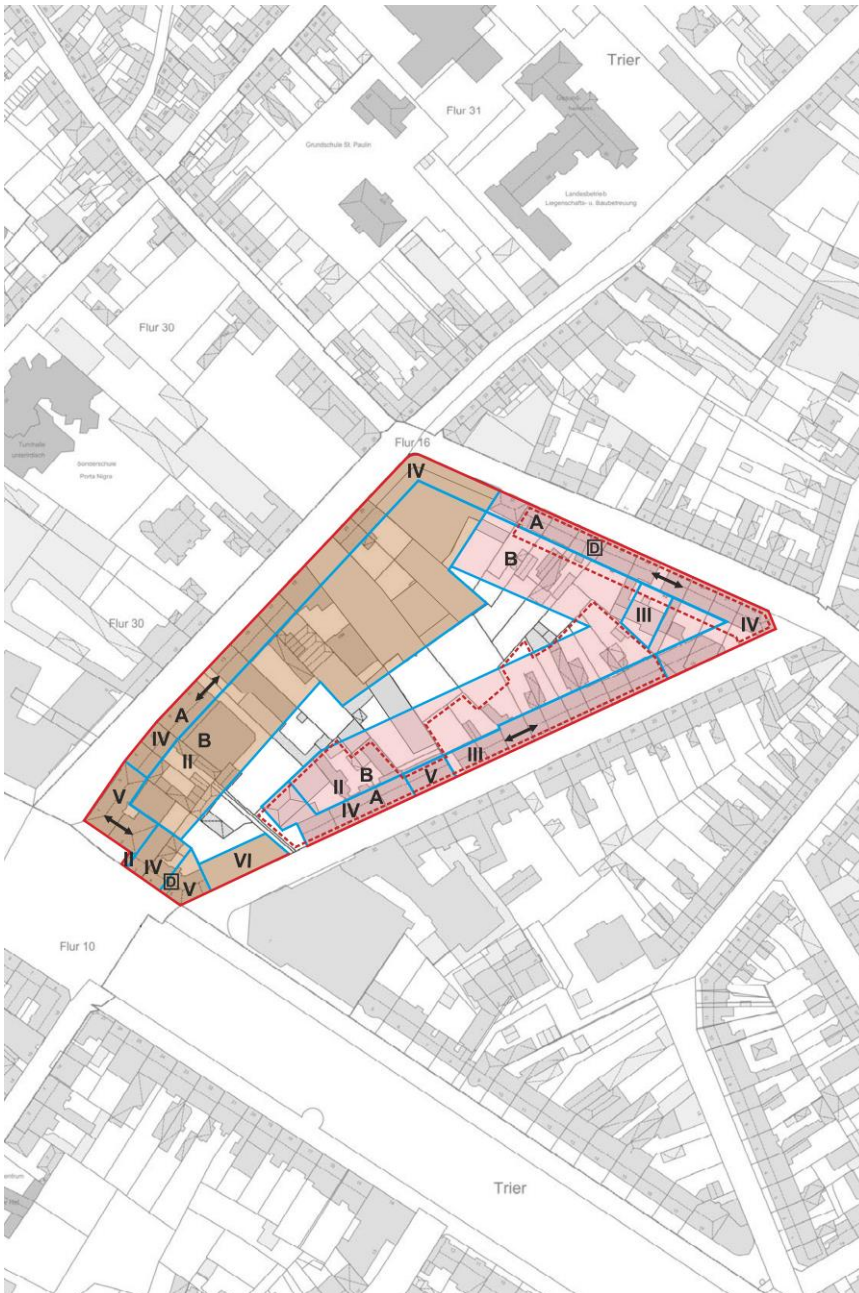 Trier
Flur 31
Grundschule St. Paulin
Landesbetrieb
Liegenschafts- u. Baubetreuung
Flur 30
Turnhalle
unterirdisch
Sonderschule
Porta Nigra
Flur 16
IV
A
D
B
III
IV
Flur 30
A
IV
B
II
V
III
V
II
B
A
IV
VI
II
IV
D
V
Flur 10
Trier